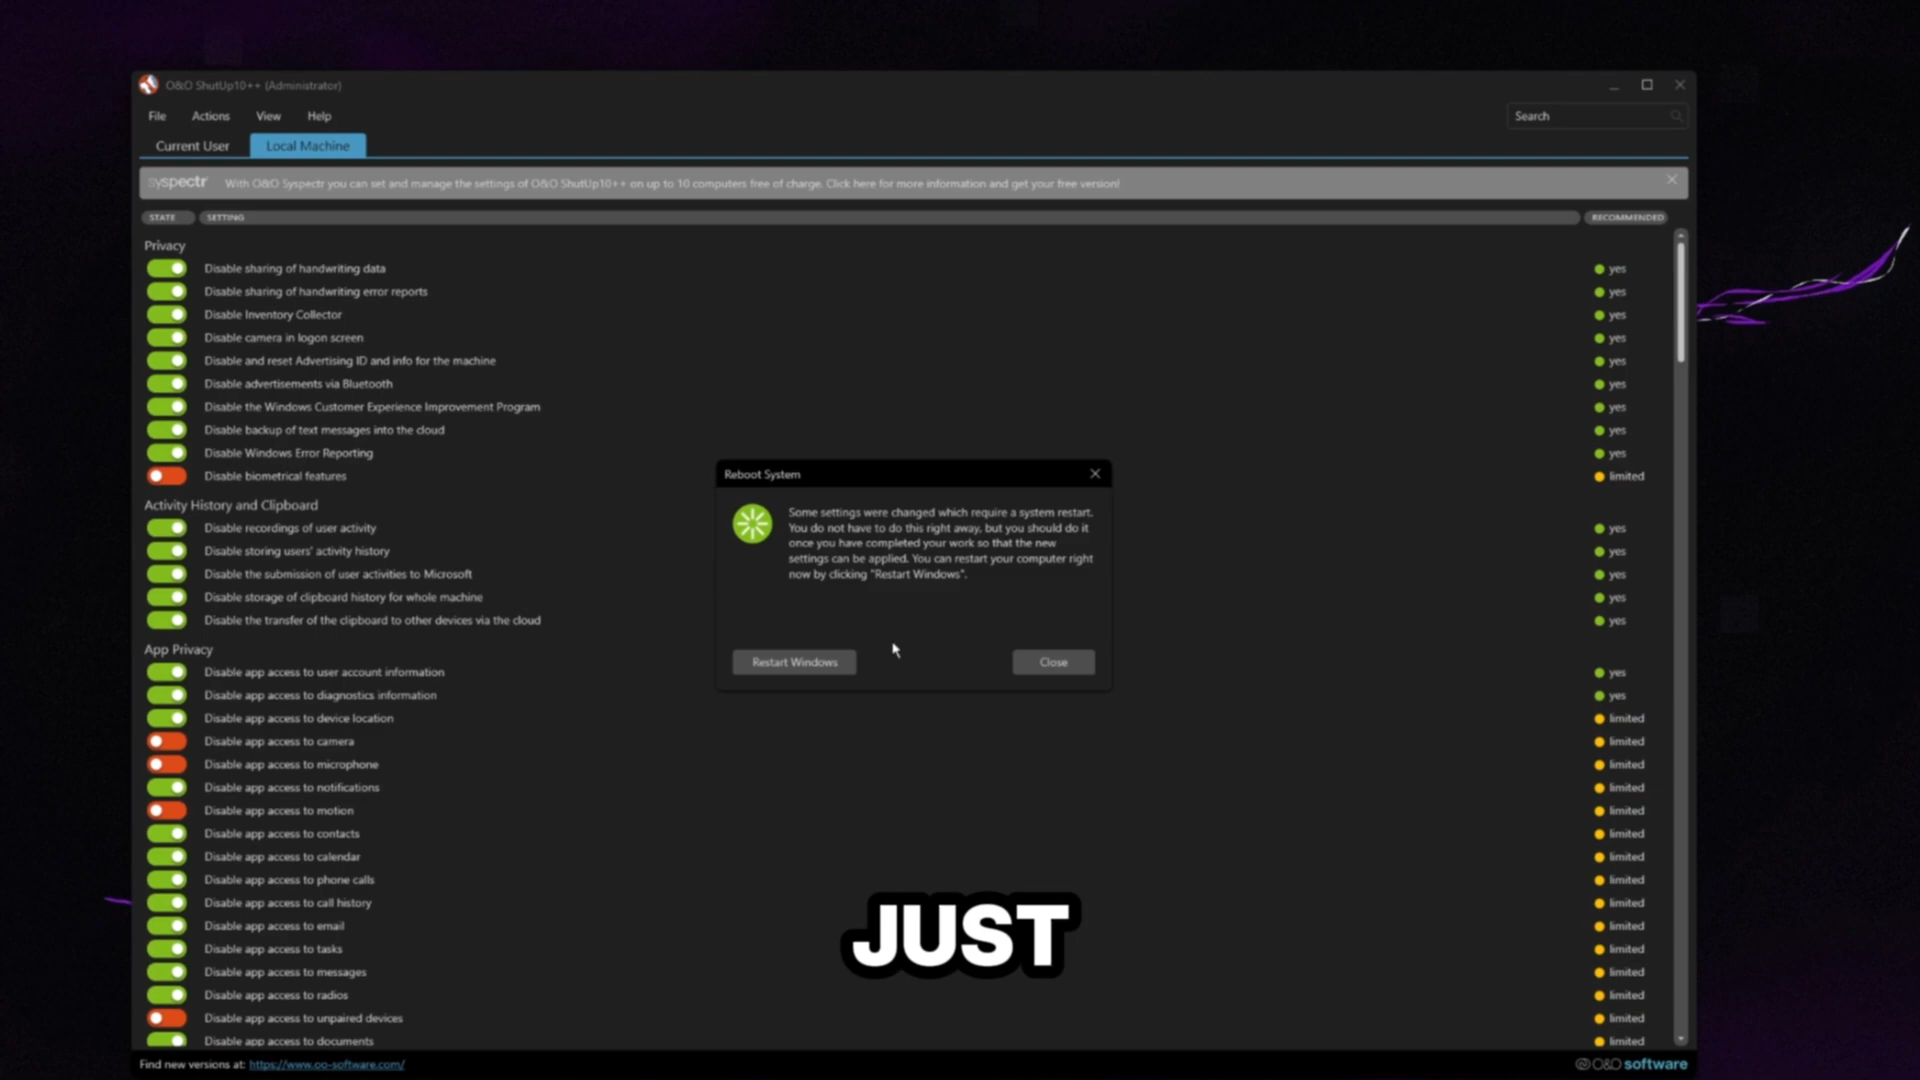 O&O ShutUp10++ (Administrator)
File Actions View Help
Search
Current User Local Machine
syspectr With O&O Syspectr you can set and manage the settings of O&O ShutUp10++ on up to 10 computers free of charge. Click here for more information and get your free version!
STATE SETTING RECOMMENDED
Privacy
Disable sharing of handwriting data yes
Disable sharing of handwriting error reports yes
Disable Inventory Collector yes
Disable camera in logon screen yes
Disable and reset Advertising ID and info for the machine yes
Disable advertisements via Bluetooth yes
Disable the Windows Customer Experience Improvement Program yes
Disable backup of text messages into the cloud yes
Disable Windows Error Reporting yes
Disable biometrical features limited
Activity History and Clipboard
Disable recordings of user activity yes
Disable storing users' activity history yes
Disable the submission of user activities to Microsoft yes
Disable storage of clipboard history for whole machine yes
Disable the transfer of the clipboard to other devices via the cloud yes
App Privacy
Disable app access to user account information yes
Disable app access to diagnostics information yes
Disable app access to device location limited
Disable app access to camera limited
Disable app access to microphone limited
Disable app access to notifications limited
Disable app access to motion limited
Disable app access to contacts limited
Disable app access to calendar limited
Disable app access to phone calls limited
Disable app access to call history limited
Disable app access to email limited
Disable app access to tasks limited
Disable app access to messages limited
Disable app access to radios limited
Disable app access to unpaired devices limited
Disable app access to documents limited
Reboot System
Some settings were changed which require a system restart.
You do not have to do this right away, but you should do it
once you have completed your work so that the new
settings can be applied. You can restart your computer right
now by clicking "Restart Windows".
Restart Windows Close
JUST
Find new versions at: https://www.oo-software.com/
O&O software